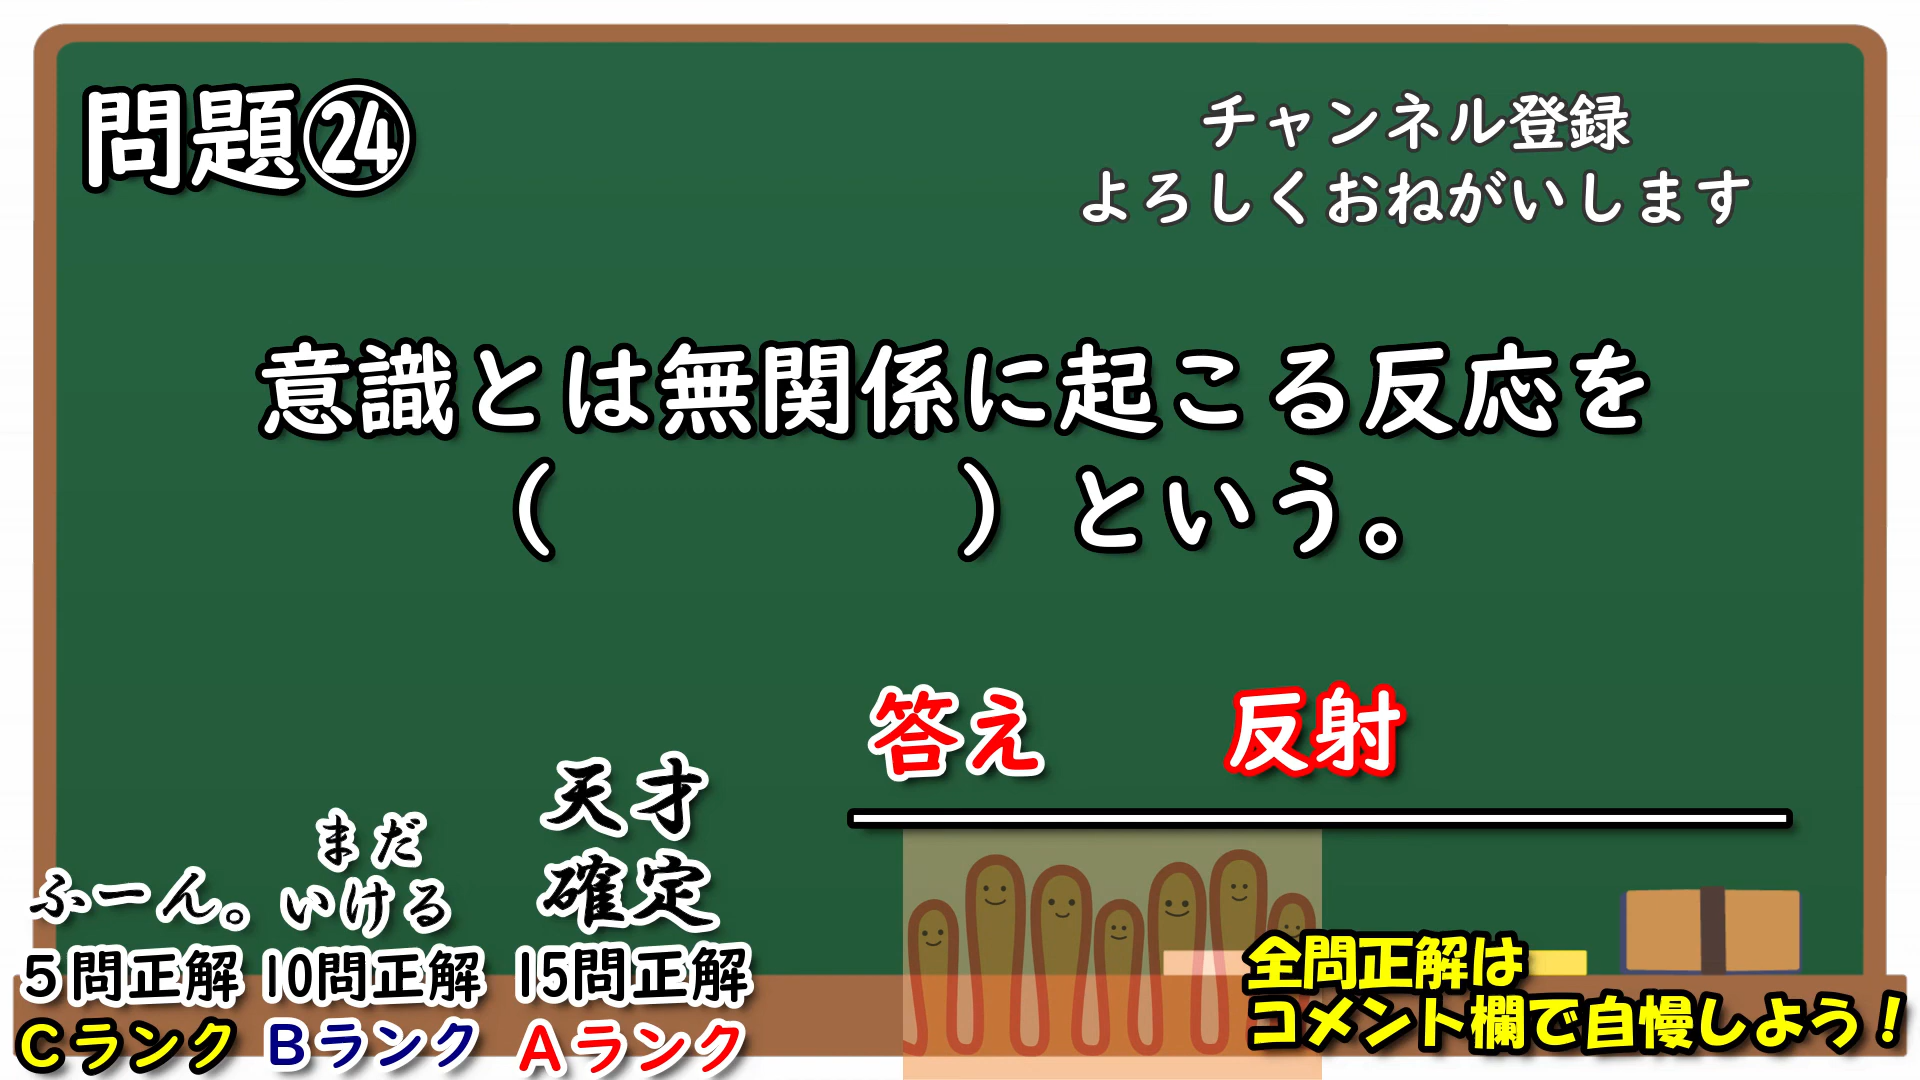 問題㉔
チャンネル登録
よろしくおねがいします
意識とは無関係に起こる反応を
（　　　　）という。
答え　反射
ふーん。
5問正解
Cランク
まだ
いける
10問正解
Bランク
天才
確定
15問正解
Aランク
全問正解は
コメント欄で自慢しよう！